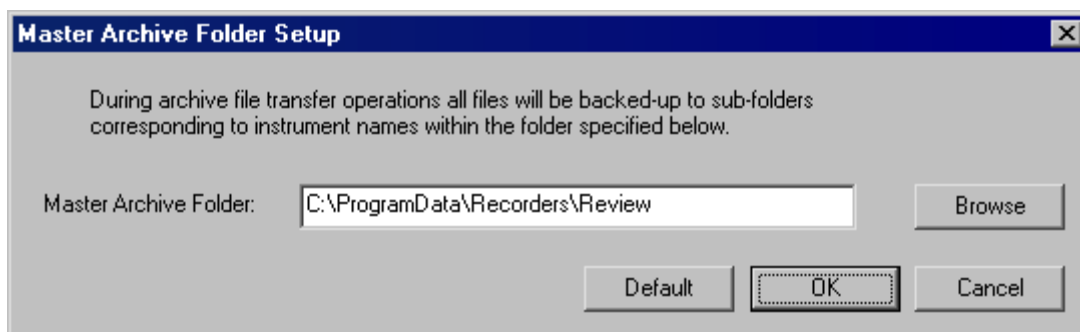 Master Archive Folder Setup
During archive file transfer operations all files will be backed-up to sub-folders
corresponding to instrument names within the folder specified below.
Master Archive Folder: C:\ProgramData\Recorders\Review Browse
Default OK Cancel